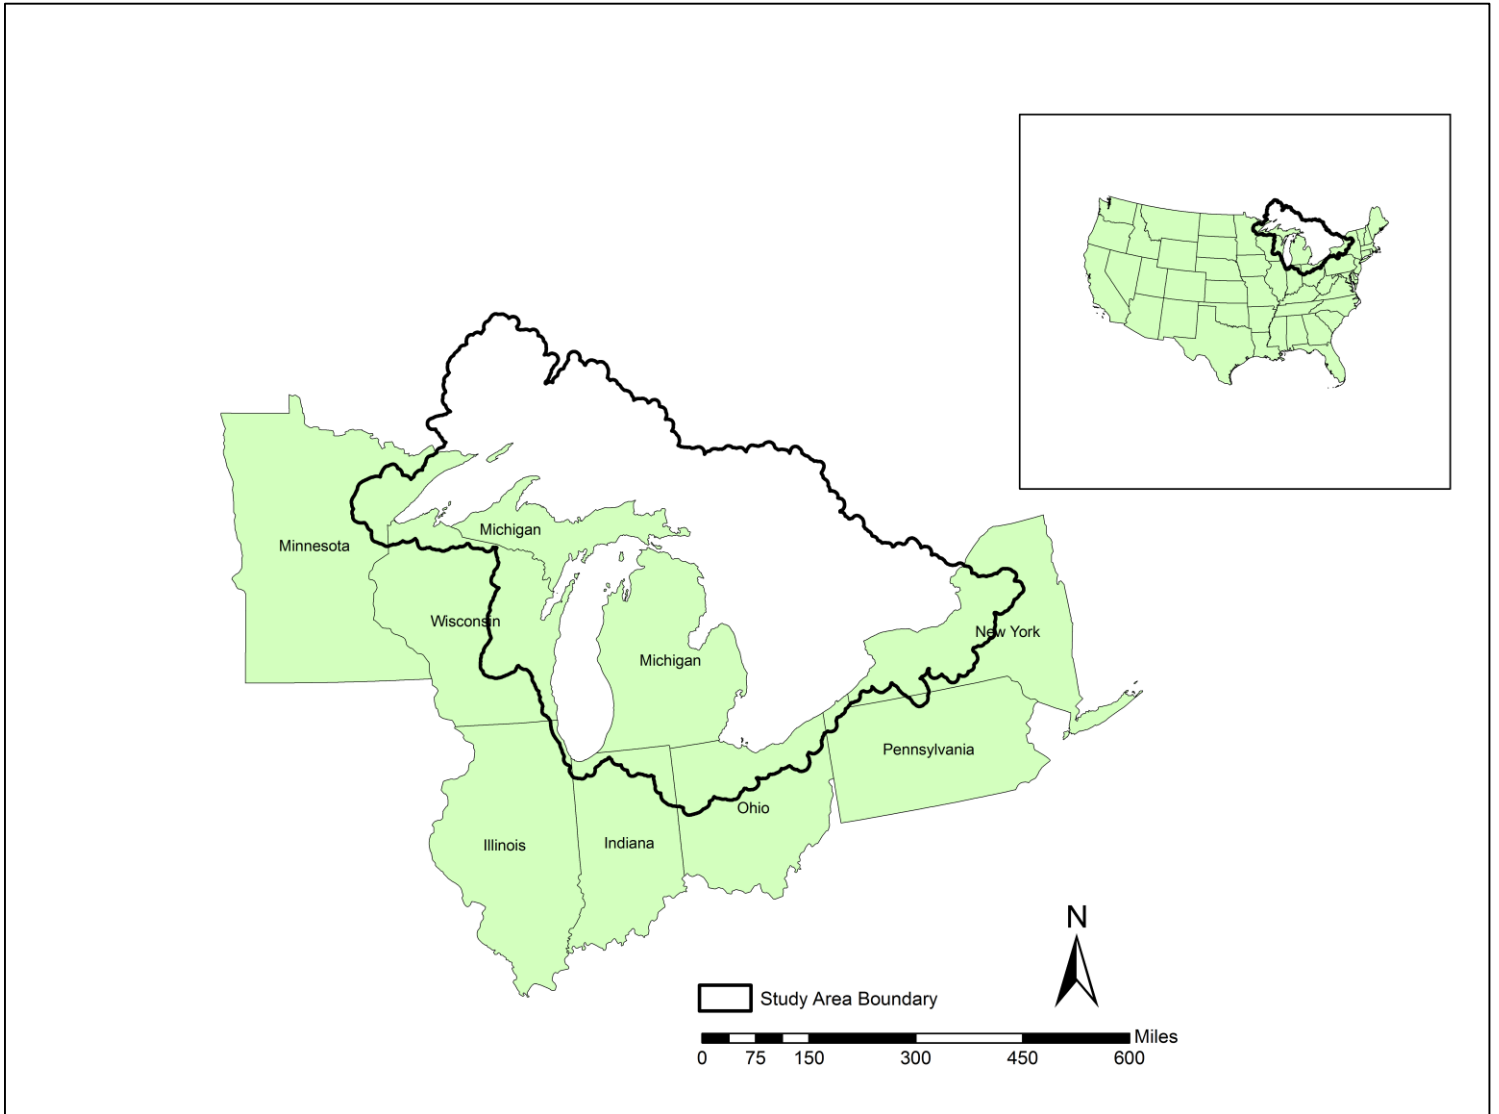 Michigan
Minnesota
Wisconsin
New York
Michigan
Pennsylvania
Ohio
Illinois
Indiana
N
Study Area Boundary
Miles
0 75 150 300 450 600